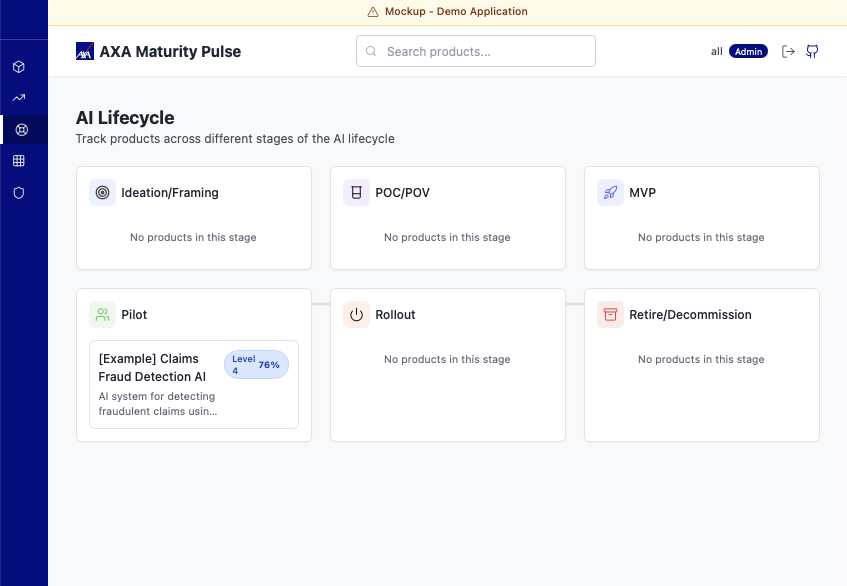 Mockup - Demo Application
AXA
AXA Maturity Pulse
Search products...
all
Admin
AI Lifecycle
Track products across different stages of the AI lifecycle
Ideation/Framing
No products in this stage
POC/POV
No products in this stage
MVP
No products in this stage
Pilot
[Example] Claims
Fraud Detection AI
Level
4
76%
AI system for detecting
fraudulent claims usin...
Rollout
No products in this stage
Retire/Decommission
No products in this stage